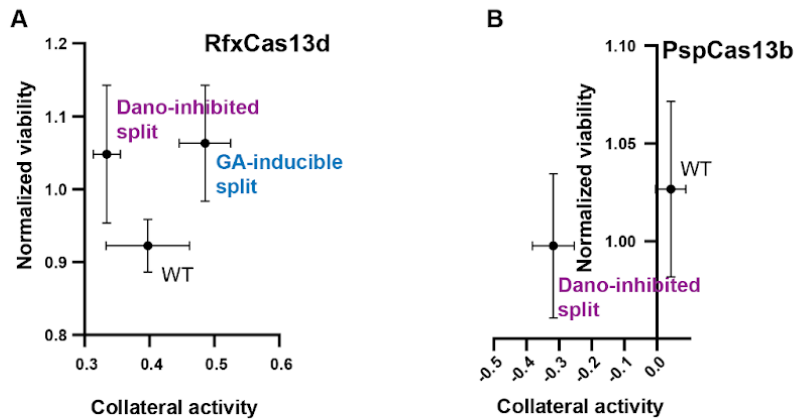 A
RfxCas13d
1.2
1.1
1.0
0.9
0.8
Normalized viability
Dano-inhibited
split
GA-inducible
split
WT
0.3
0.4
0.5
0.6
Collateral activity
B
PspCas13b
1.10
1.05
1.00
Normalized viability
WT
Dano-inhibited
split
-0.5
-0.4
-0.3
-0.2
-0.1
0.0
Collateral activity